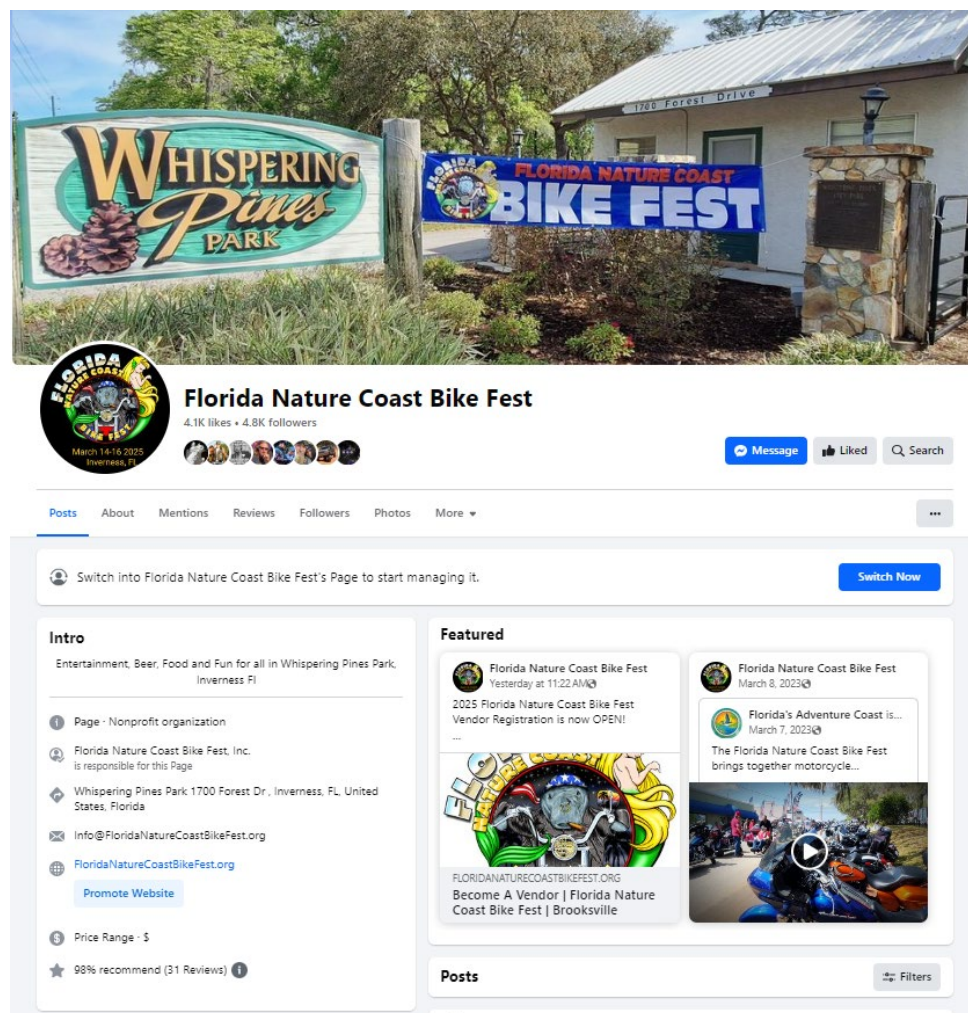 WHISPERING
Pines
PARK
1700 Forest Drive
FLORIDA NATURE COAST
BIKE FEST
FLORIDA
NATURE COAST
BIKE FEST
March 14-16 2025
Inverness, FL
Florida Nature Coast Bike Fest
4.1K likes • 4.8K followers
Message
Liked
Search
Posts
About
Mentions
Reviews
Followers
Photos
More
Switch into Florida Nature Coast Bike Fest's Page to start managing it.
Switch Now
Intro
Entertainment, Beer, Food and Fun for all in Whispering Pines Park,
Inverness Fl
Page · Nonprofit organization
Florida Nature Coast Bike Fest, Inc.
is responsible for this Page
Whispering Pines Park 1700 Forest Dr , Inverness, FL, United
States, Florida
Info@FloridaNatureCoastBikeFest.org
FloridaNatureCoastBikeFest.org
Promote Website
Price Range · $
98% recommend (31 Reviews)
Featured
Florida Nature Coast Bike Fest
Yesterday at 11:22 AM
2025 Florida Nature Coast Bike Fest
Vendor Registration is now OPEN!
...
FLORIDANATURECOASTBIKEFEST.ORG
Become A Vendor | Florida Nature
Coast Bike Fest | Brooksville
Florida Nature Coast Bike Fest
March 8, 2023
Florida's Adventure Coast is...
March 7, 2023
The Florida Nature Coast Bike Fest
brings together motorcycle...
Posts
Filters